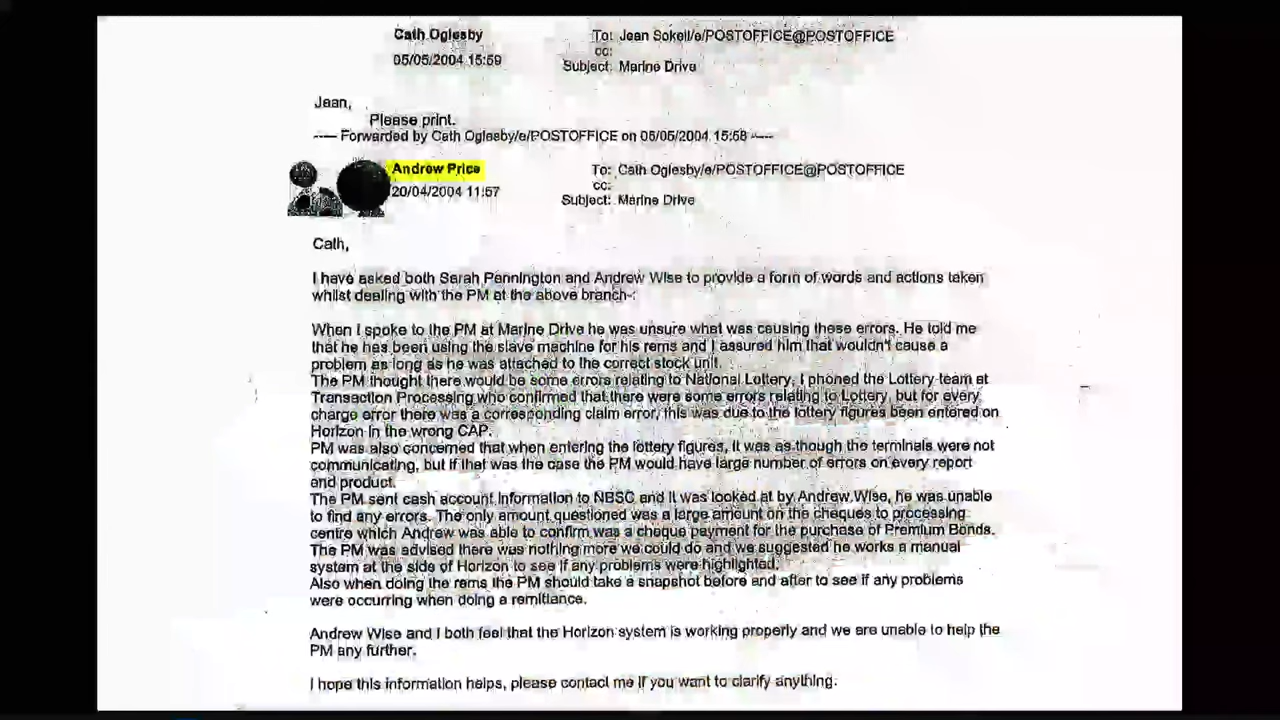 Cath Oglesby
To: Jean Sokell/e/POSTOFFICE@POSTOFFICE
05/05/2004 15:59
cc:
Subject: Marine Drive
Jean,
Please print.
---- Forwarded by Cath Oglesby/e/POSTOFFICE on 05/05/2004 15:58 ----
Andrew Price
To: Cath Oglesby/e/POSTOFFICE@POSTOFFICE
20/04/2004 11:57
cc:
Subject: Marine Drive
Cath,
I have asked both Sarah Pennington and Andrew Wise to provide a form of words and actions taken
whilst dealing with the PM at the above branch-:
When I spoke to the PM at Marine Drive he was unsure what was causing these errors. He told me
that he has been using the slave machine for his rems and I assured him that wouldn't cause a
problem as long as he was attached to the correct stock unit.
The PM thought there would be some errors relating to National Lottery, I phoned the Lottery team at
Transaction Processing who confirmed that there were some errors relating to Lottery, but for every
charge error there was a corresponding claim error, this was due to the lottery figures been entered on
Horizon in the wrong CAP.
PM was also concerned that when entering the lottery figures, it was as though the terminals were not
communicating, but if that was the case the PM would have large number of errors on every report
and product.
The PM sent cash account information to NBSC and it was looked at by Andrew Wise, he was unable
to find any errors. The only amount questioned was a large amount on the cheques to processing
centre which Andrew was able to confirm was a cheque payment for the purchase of Premium Bonds.
The PM was advised there was nothing more we could do and we suggested he works a manual
system at the side of Horizon to see if any problems were highlighted.
Also when doing the rems the PM should take a snapshot before and after to see if any problems
were occurring when doing a remittance.
Andrew Wise and I both feel that the Horizon system is working properly and we are unable to help the
PM any further.
I hope this information helps, please contact me if you want to clarify anything.